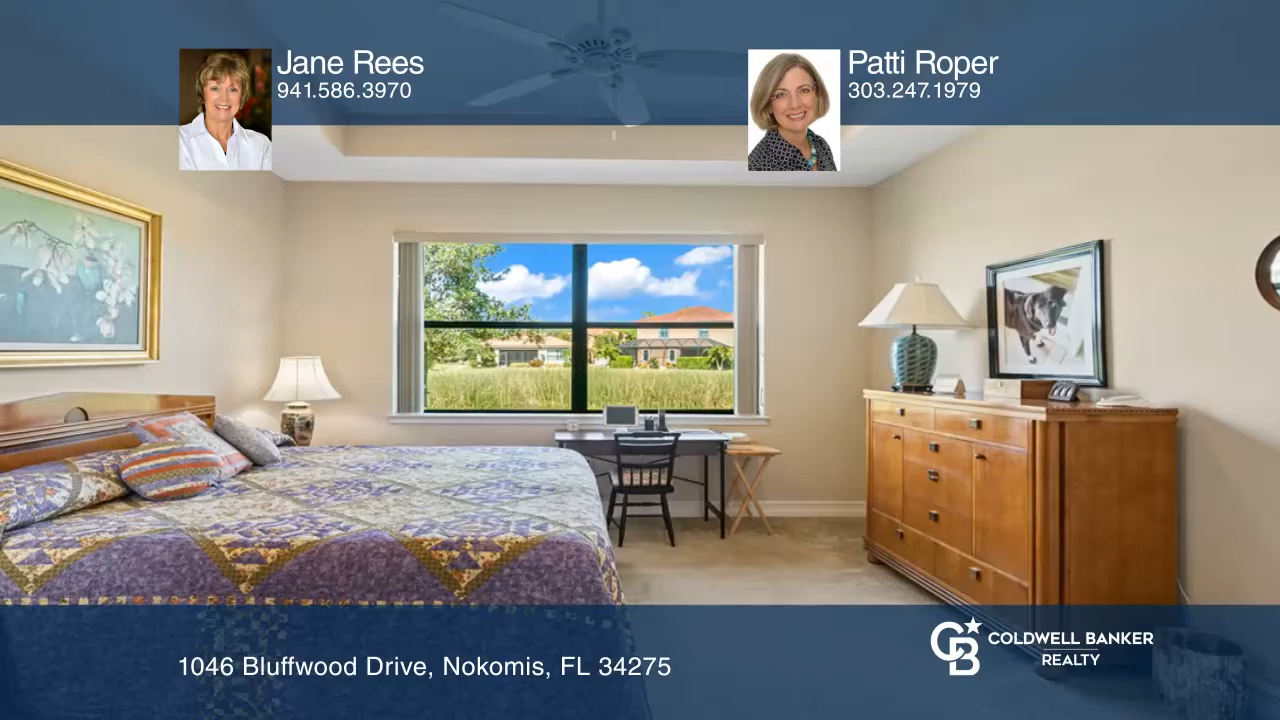 Jane Rees
941.586.3970
Patti Roper
303.247.1979
1046 Bluffwood Drive, Nokomis, FL 34275
CB
COLDWELL BANKER
REALTY